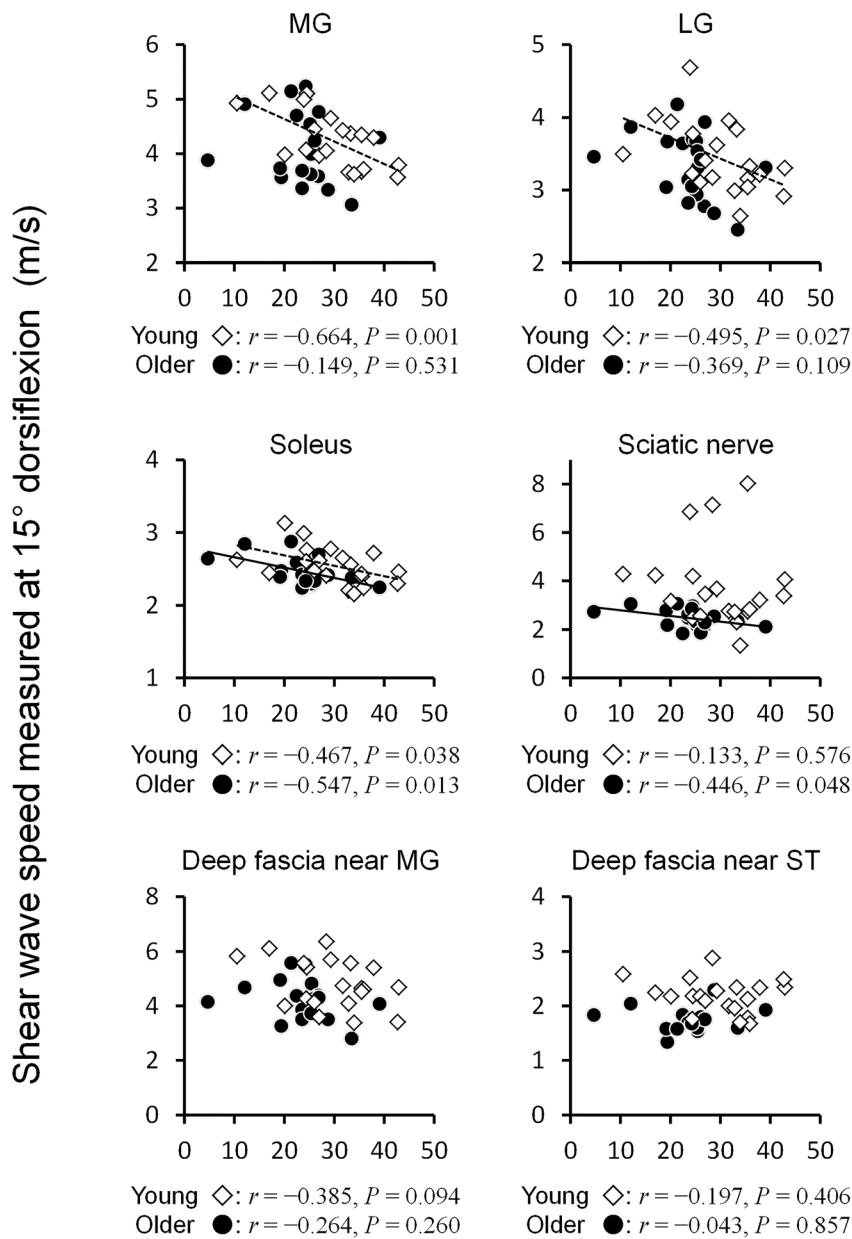 Shear wave speed measured at 15° dorsiflexion (m/s)
MG
6
5
4
3
2
0 10 20 30 40 50
Young ◇: r = −0.664, P = 0.001
Older ●: r = −0.149, P = 0.531
LG
5
4
3
2
0 10 20 30 40 50
Young ◇: r = −0.495, P = 0.027
Older ●: r = −0.369, P = 0.109
Soleus
4
3
2
1
0 10 20 30 40 50
Young ◇: r = −0.467, P = 0.038
Older ●: r = −0.547, P = 0.013
Sciatic nerve
8
6
4
2
0
0 10 20 30 40 50
Young ◇: r = −0.133, P = 0.576
Older ●: r = −0.446, P = 0.048
Deep fascia near MG
8
6
4
2
0
0 10 20 30 40 50
Young ◇: r = −0.385, P = 0.094
Older ●: r = −0.264, P = 0.260
Deep fascia near ST
4
3
2
1
0
0 10 20 30 40 50
Young ◇: r = −0.197, P = 0.406
Older ●: r = −0.043, P = 0.857